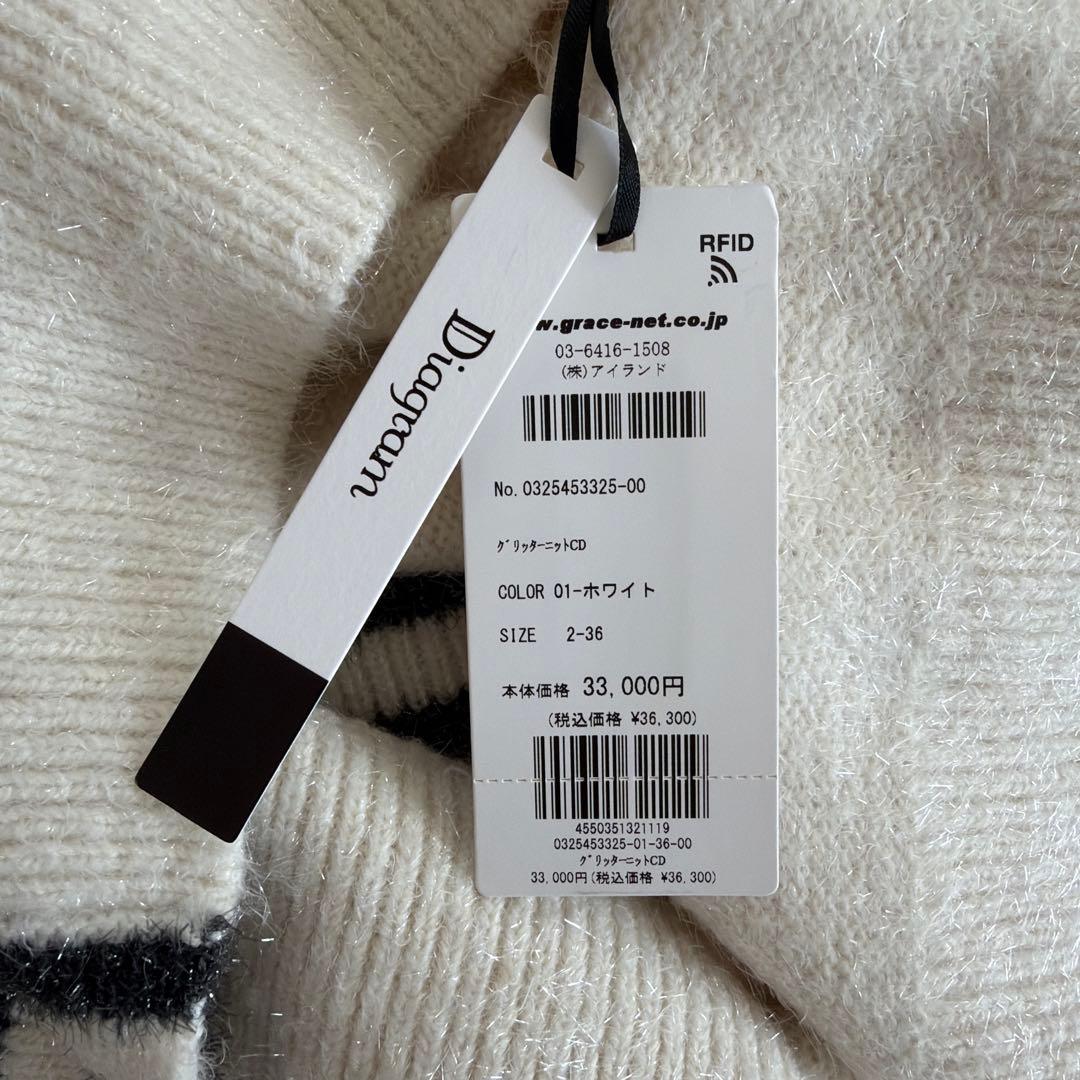 Diagram
RFID
w.grace-net.co.jp
03-6416-1508
(株)アイランド
No.0325453325-00
グリッターニットCD
COLOR 01-ホワイト
SIZE 2-36
本体価格 33,000円
(税込価格 ¥36,300)
4550351321119
0325453325-01-36-00
グリッターニットCD
33,000円(税込価格 ¥36,300)